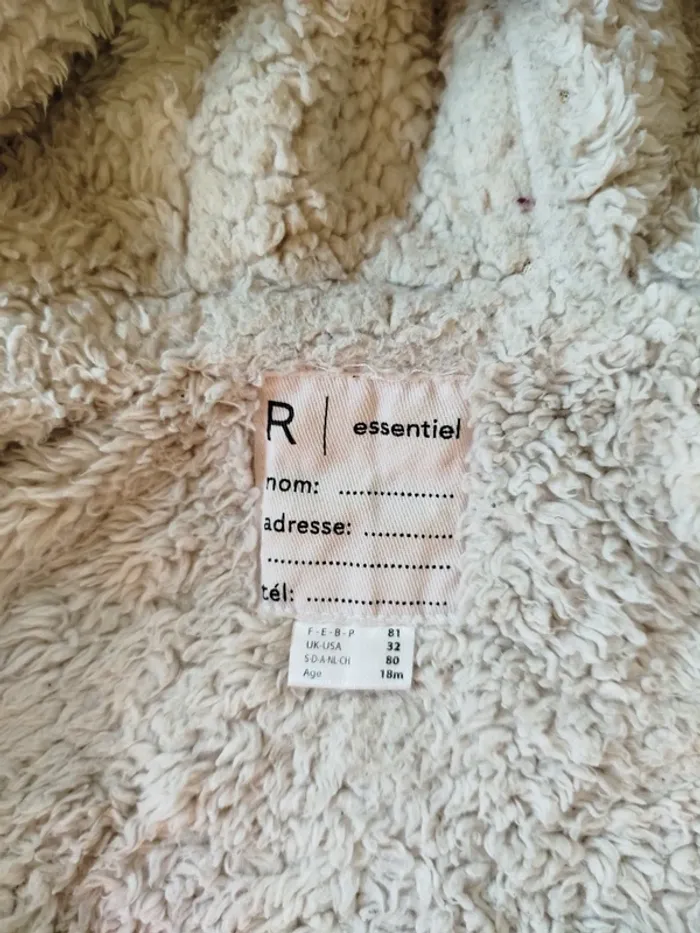 R | essentiel
nom: ................
adresse: ............
.........................
tél: ...................
F-E-B-P 81
UK-USA 32
S-D-A-NL-CH 80
Age 18m